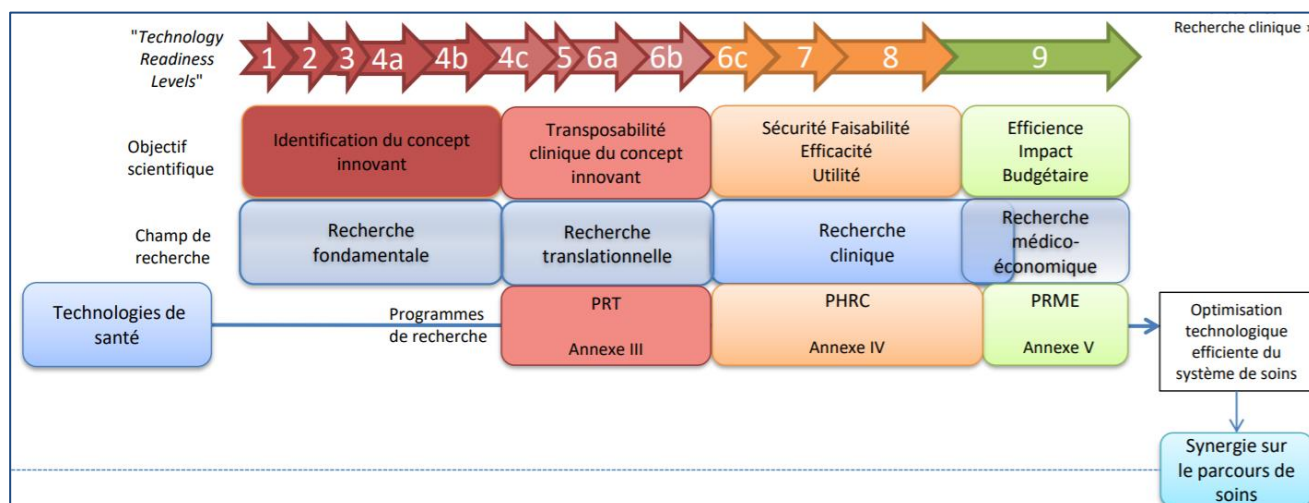 Recherche clinique
"Technology
Readiness
Levels"
1 2 3 4a 4b 4c 5 6a 6b 6c 7 8 9
Objectif
scientifique
Identification du concept
innovant
Transposabilité
clinique du concept
innovant
Sécurité Faisabilité
Efficacité
Utilité
Efficience
Impact
Budgétaire
Champ de
recherche
Recherche
fondamentale
Recherche
translationnelle
Recherche
clinique
Recherche
médico-
économique
Technologies de
santé
Programmes
de recherche
PRT
Annexe III
PHRC
Annexe IV
PRME
Annexe V
Optimisation
technologique
efficiente du
système de soins
Synergie sur
le parcours de
soins